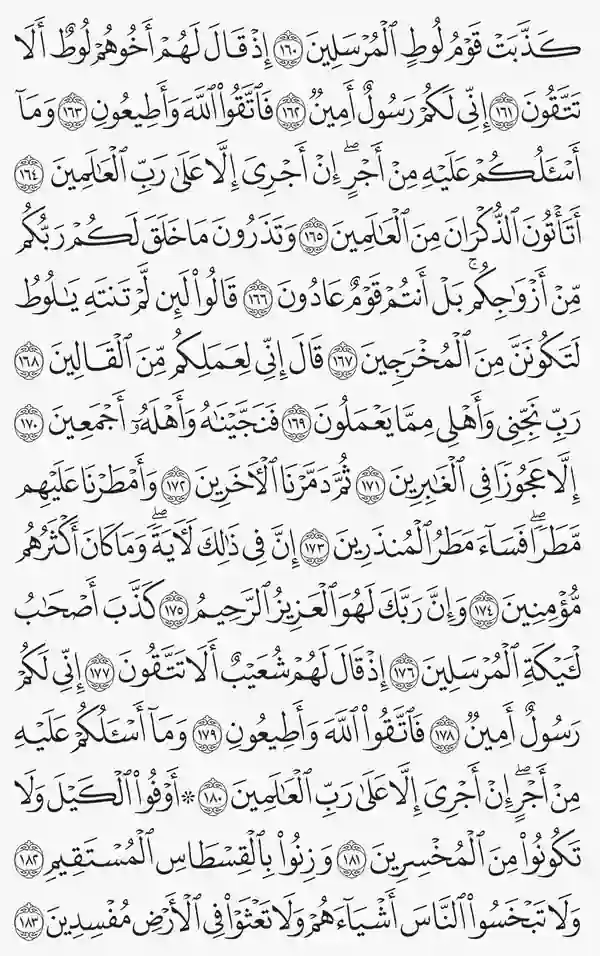 كَذَّبَتْ قَوْمُ لُوطٍ ٱلْمُرْسَلِينَ ١٦٠ إِذْ قَالَ لَهُمْ أَخُوهُمْ لُوطٌ أَلَا
تَتَّقُونَ ١٦١ إِنِّى لَكُمْ رَسُولٌ أَمِينٌ ١٦٢ فَٱتَّقُوا۟ ٱللَّهَ وَأَطِيعُونِ ١٦٣ وَمَآ
أَسْـَٔلُكُمْ عَلَيْهِ مِنْ أَجْرٍ ۖ إِنْ أَجْرِىَ إِلَّا عَلَىٰ رَبِّ ٱلْعَـٰلَمِينَ ١٦٤
أَتَأْتُونَ ٱلذُّكْرَانَ مِنَ ٱلْعَـٰلَمِينَ ١٦٥ وَتَذَرُونَ مَا خَلَقَ لَكُمْ رَبُّكُم
مِّنْ أَزْوَٰجِكُم ۚ بَلْ أَنتُمْ قَوْمٌ عَادُونَ ١٦٦ قَالُوا۟ لَئِن لَّمْ تَنتَهِ يَـٰلُوطُ
لَتَكُونَنَّ مِنَ ٱلْمُخْرَجِينَ ١٦٧ قَالَ إِنِّى لِعَمَلِكُم مِّنَ ٱلْقَالِينَ ١٦٨
رَبِّ نَجِّنِى وَأَهْلِى مِمَّا يَعْمَلُونَ ١٦٩ فَنَجَّيْنَـٰهُ وَأَهْلَهُۥٓ أَجْمَعِينَ ١٧٠
إِلَّا عَجُوزًا فِى ٱلْغَـٰبِرِينَ ١٧١ ثُمَّ دَمَّرْنَا ٱلْـَٔاخَرِينَ ١٧٢ وَأَمْطَرْنَا عَلَيْهِم
مَّطَرًا ۖ فَسَآءَ مَطَرُ ٱلْمُنذَرِينَ ١٧٣ إِنَّ فِى ذَٰلِكَ لَـَٔايَةً ۖ وَمَا كَانَ أَكْثَرُهُم
مُّؤْمِنِينَ ١٧٤ وَإِنَّ رَبَّكَ لَهُوَ ٱلْعَزِيزُ ٱلرَّحِيمُ ١٧٥ كَذَّبَ أَصْحَـٰبُ
لْـَٔيْكَةِ ٱلْمُرْسَلِينَ ١٧٦ إِذْ قَالَ لَهُمْ شُعَيْبٌ أَلَا تَتَّقُونَ ١٧٧ إِنِّى لَكُمْ
رَسُولٌ أَمِينٌ ١٧٨ فَٱتَّقُوا۟ ٱللَّهَ وَأَطِيعُونِ ١٧٩ وَمَآ أَسْـَٔلُكُمْ عَلَيْهِ
مِنْ أَجْرٍ ۖ إِنْ أَجْرِىَ إِلَّا عَلَىٰ رَبِّ ٱلْعَـٰلَمِينَ ١٨٠ ۞ أَوْفُوا۟ ٱلْكَيْلَ وَلَا
تَكُونُوا۟ مِنَ ٱلْمُخْسِرِينَ ١٨١ وَزِنُوا۟ بِٱلْقِسْطَاسِ ٱلْمُسْتَقِيمِ ١٨٢
وَلَا تَبْخَسُوا۟ ٱلنَّاسَ أَشْيَآءَهُمْ وَلَا تَعْثَوْا۟ فِى ٱلْأَرْضِ مُفْسِدِينَ ١٨٣